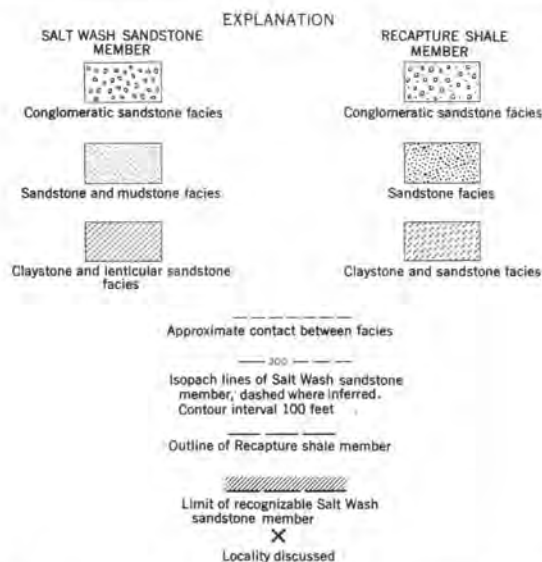 EXPLANATION
SALT WASH SANDSTONE
MEMBER
Conglomeratic sandstone facies
Sandstone and mudstone facies
Claystone and lenticular sandstone
facies
RECAPTURE SHALE
MEMBER
Conglomeratic sandstone facies
Sandstone facies
Claystone and sandstone facies
Approximate contact between facies
300
Isopach lines of Salt Wash sandstone
member, dashed where inferred.
Contour interval 100 feet
Outline of Recapture shale member
Limit of recognizable Salt Wash
sandstone member
Locality discussed